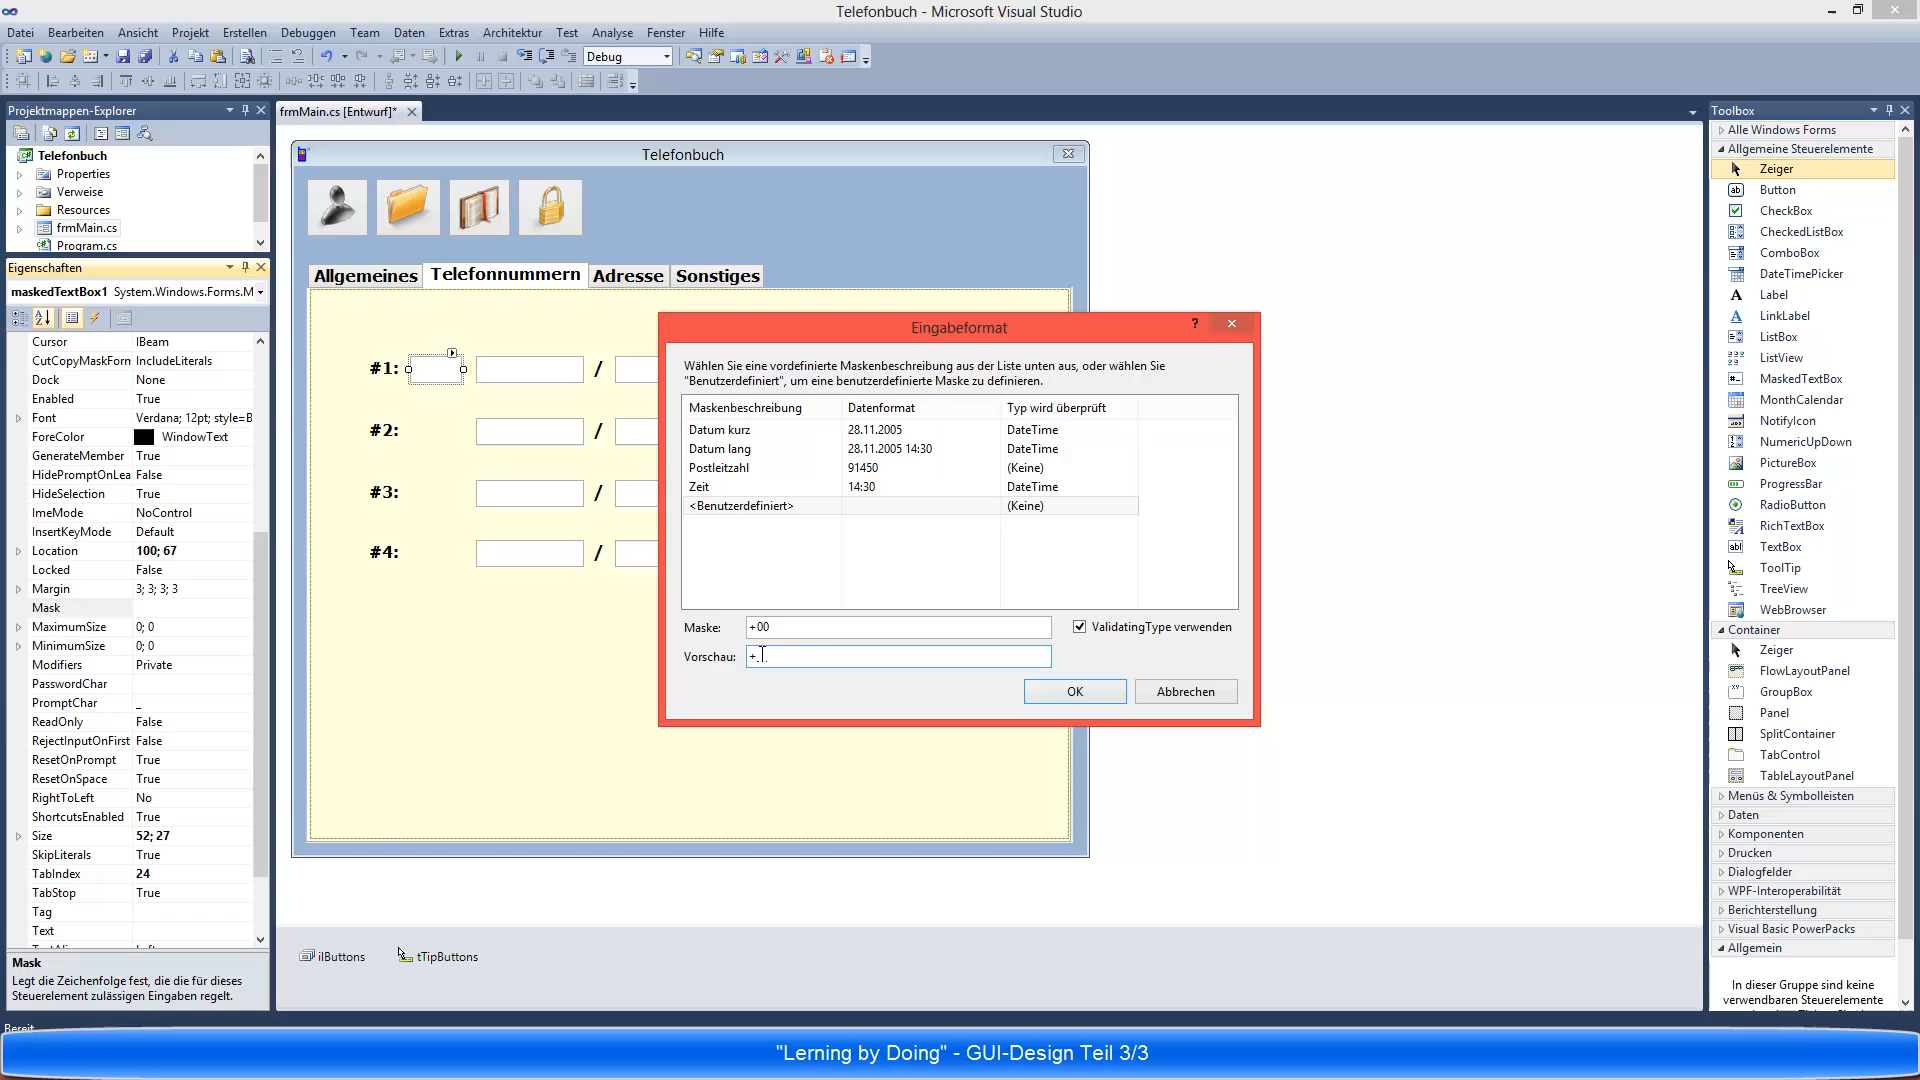 Telefonbuch - Microsoft Visual Studio
Datei Bearbeiten Ansicht Projekt Erstellen Debuggen Team Daten Extras Architektur Test Analyse Fenster Hilfe
Debug
Projektmappen-Explorer
Telefonbuch
Properties
Verweise
Resources
frmMain.cs
Program.cs
Eigenschaften
maskedTextBox1 System.Windows.Forms.M
Cursor IBeam
CutCopyMaskForm IncludeLiterals
Dock None
Enabled True
Font Verdana; 12pt; style=B
ForeColor WindowText
GenerateMember True
HidePromptOnLea False
HideSelection True
ImeMode NoControl
InsertKeyMode Default
Location 100; 67
Locked False
Margin 3; 3; 3; 3
Mask
MaximumSize 0; 0
MinimumSize 0; 0
Modifiers Private
PasswordChar
PromptChar _
ReadOnly False
RejectInputOnFirst False
ResetOnPrompt True
ResetOnSpace True
RightToLeft No
ShortcutsEnabled True
Size 52; 27
SkipLiterals True
TabIndex 24
TabStop True
Tag
Text
Mask
Legt die Zeichenfolge fest, die die für dieses
Steuerelement zulässigen Eingaben regelt.
Bereit
frmMain.cs [Entwurf]*
Telefonbuch
Allgemeines Telefonnummern Adresse Sonstiges
#1: /
#2: /
#3: /
#4: /
Eingabeformat
Wählen Sie eine vordefinierte Maskenbeschreibung aus der Liste unten aus, oder wählen Sie
"Benutzerdefiniert", um eine benutzerdefinierte Maske zu definieren.
Maskenbeschreibung Datenformat Typ wird überprüft
Datum kurz 28.11.2005 DateTime
Datum lang 28.11.2005 14:30 DateTime
Postleitzahl 91450 (Keine)
Zeit 14:30 DateTime
<Benutzerdefiniert> (Keine)
Maske: +00 ValidatingType verwenden
Vorschau: +__
OK Abbrechen
ilButtons tTipButtons
Toolbox
Alle Windows Forms
Allgemeine Steuerelemente
Zeiger
Button
CheckBox
CheckedListBox
ComboBox
DateTimePicker
Label
LinkLabel
ListBox
ListView
MaskedTextBox
MonthCalendar
NotifyIcon
NumericUpDown
PictureBox
ProgressBar
RadioButton
RichTextBox
TextBox
ToolTip
TreeView
WebBrowser
Container
Zeiger
FlowLayoutPanel
GroupBox
Panel
SplitContainer
TabControl
TableLayoutPanel
Menüs & Symbolleisten
Daten
Komponenten
Drucken
Dialogfelder
WPF-Interoperabilität
Berichterstellung
Visual Basic PowerPacks
Allgemein
In dieser Gruppe sind keine
verwendbaren Steuerelemente
"Lerning by Doing" - GUI-Design Teil 3/3